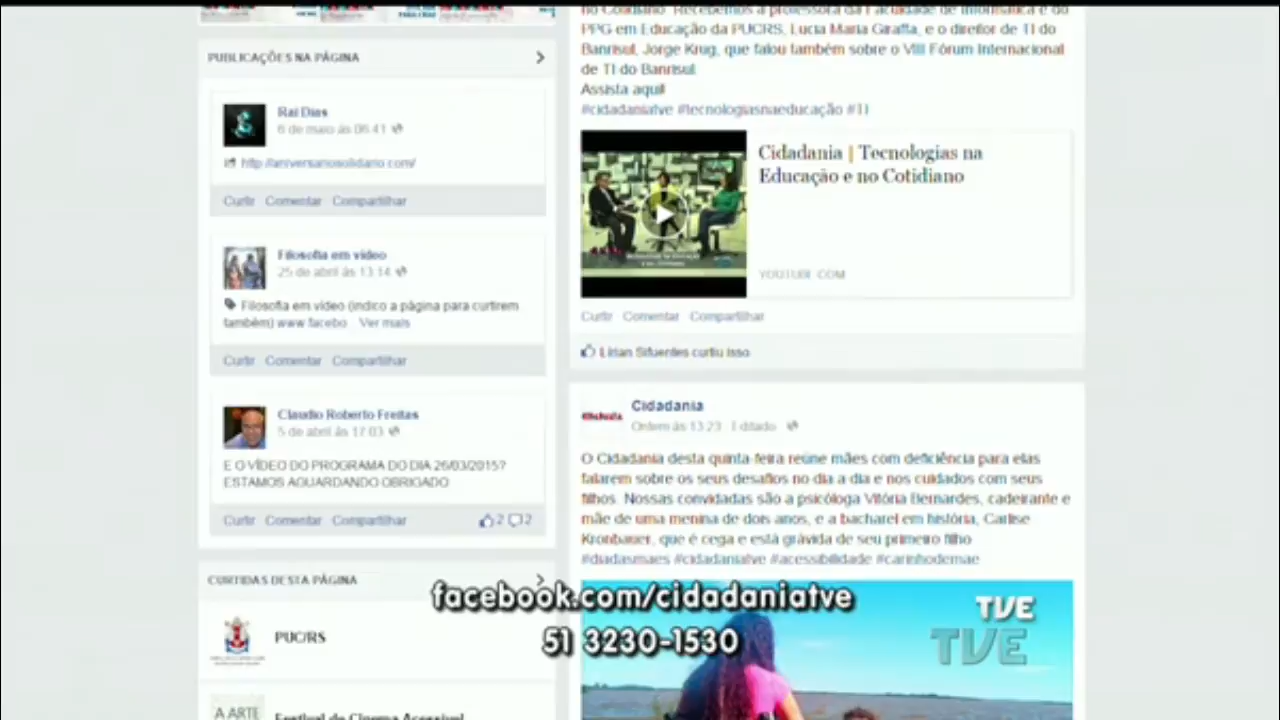 PUBLICAÇÕES NA PÁGINA
Rai Dias
6 de maio às 06:41
http://aniversariosolidario.com/
Curtir Comentar Compartilhar
Filosofia em vídeo
25 de abril às 13:14
Filosofia em vídeo (indico a página para curtirem
também) www.facebo Ver mais
Curtir Comentar Compartilhar
Claudio Roberto Freitas
5 de abril às 17:03
E O VÍDEO DO PROGRAMA DO DIA 26/03/2015?
ESTAMOS AGUARDANDO OBRIGADO
Curtir Comentar Compartilhar 2 2
CURTIDAS DESTA PÁGINA
PUC/RS
A ARTE
Festival de Cinema Acessível
no Cotidiano. Recebemos a professora da Faculdade de Informática e do
PPG em Educação da PUCRS, Lucia Maria Giraffa, e o direitor de TI do
Banrisul, Jorge Krug, que falou também sobre o VIII Fórum Internacional
de TI do Banrisul.
Assista aqui!
#cidadaniatve #tecnologiasnaeducação #TI
Cidadania | Tecnologias na
Educação e no Cotidiano
YOUTUBE.COM
Curtir Comentar Compartilhar
Lirian Sifuentes curtiu isso
Cidadania
Ontem às 13:23 · Editado
O Cidadania desta quinta-feira reúne mães com deficiência para elas
falarem sobre os seus desafios no dia a dia e nos cuidados com seus
filhos. Nossas convidadas são a psicóloga Vitória Bernardes, cadeirante e
mãe de uma menina de dois anos, e a bacharel em história, Carlise
Kronbauer, que é cega e está grávida de seu primeiro filho
#diadasmaes #cidadaniatve #acessibilidade #carinhodemae
facebook.com/cidadaniatve
51 3230-1530
TVE
TVE